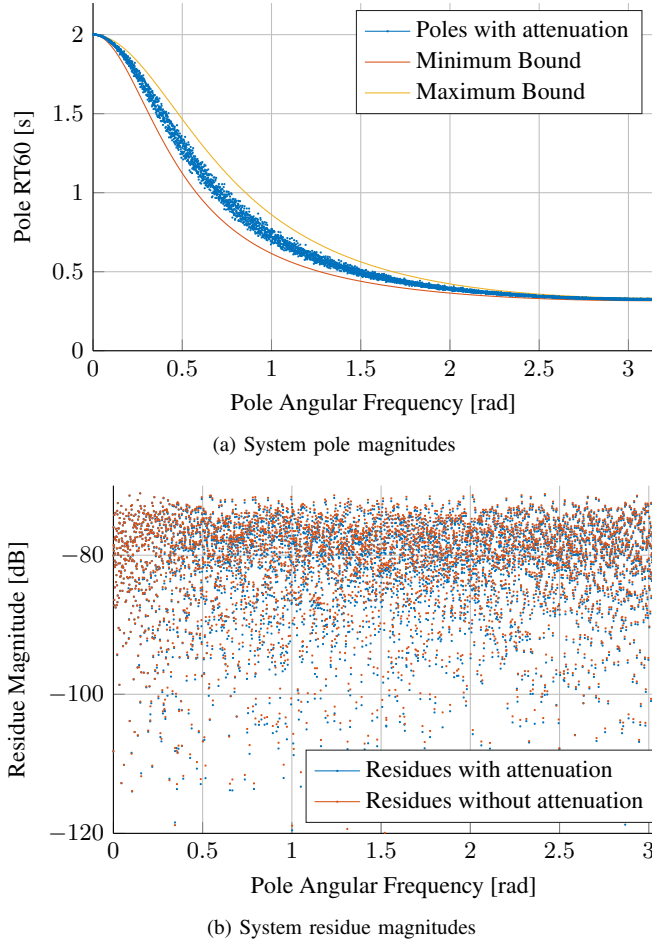 Poles with attenuation
Minimum Bound
Maximum Bound
2
1.5
1
0.5
0
Pole RT60 [s]
0 0.5 1 1.5 2 2.5 3
Pole Angular Frequency [rad]
(a) System pole magnitudes
−80
−100
−120
Residue Magnitude [dB]
Residues with attenuation
Residues without attenuation
0 0.5 1 1.5 2 2.5 3
Pole Angular Frequency [rad]
(b) System residue magnitudes